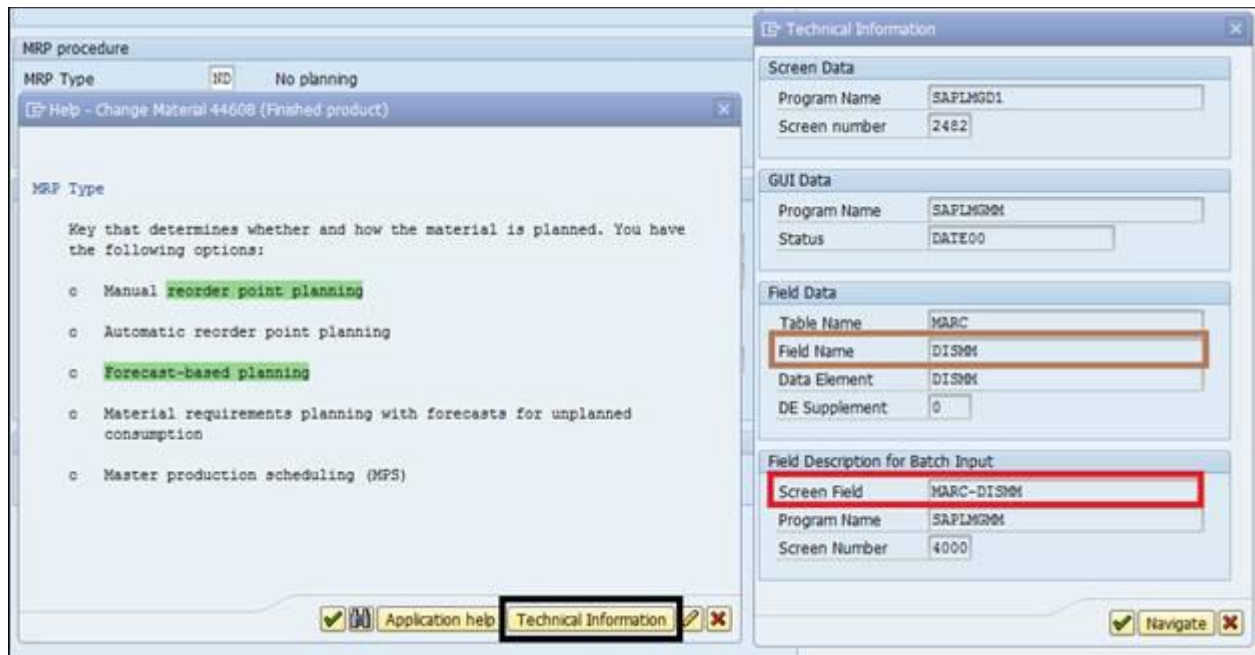 MRP procedure
MRP Type ND No planning
Help - Change Material 44608 (Finished product)
MRP Type
Key that determines whether and how the material is planned. You have
the following options:
o Manual reorder point planning
o Automatic reorder point planning
o Forecast-based planning
o Material requirements planning with forecasts for unplanned
consumption
o Master production scheduling (MPS)
Application help Technical Information
Technical Information
Screen Data
Program Name SAPLMGD1
Screen number 2482
GUI Data
Program Name SAPLMGMM
Status DATE00
Field Data
Table Name MARC
Field Name DISMM
Data Element DISMM
DE Supplement 0
Field Description for Batch Input
Screen Field MARC-DISMM
Program Name SAPLMGMM
Screen Number 4000
Navigate